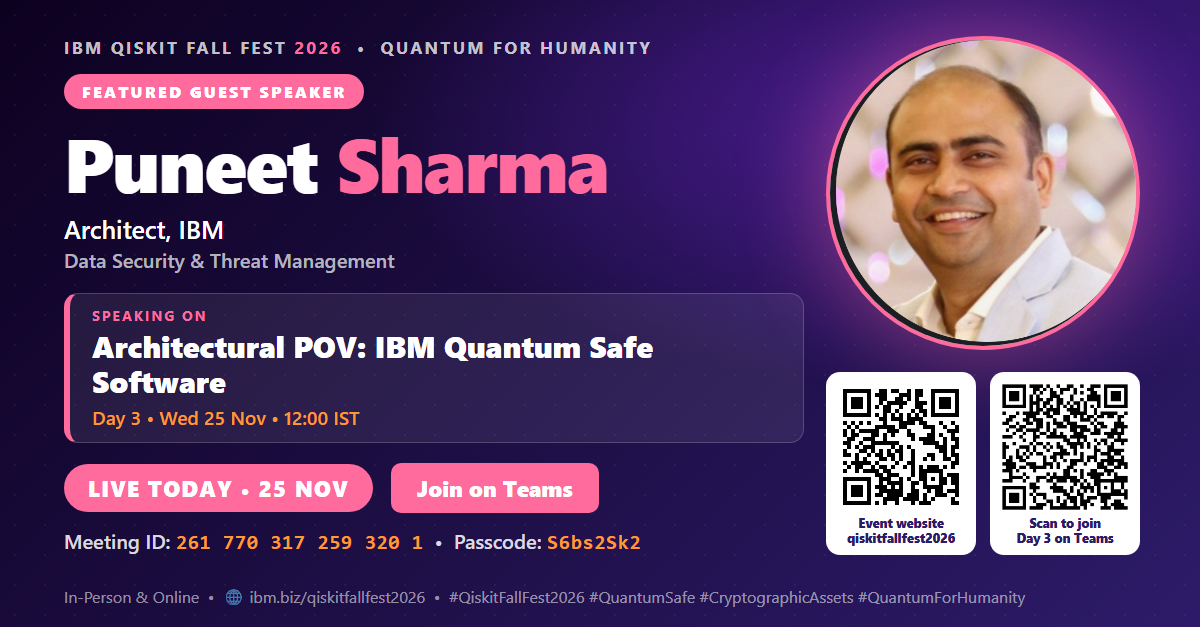 IBM QISKIT FALL FEST 2026 • QUANTUM FOR HUMANITY
FEATURED GUEST SPEAKER
Puneet Sharma
Architect, IBM
Data Security & Threat Management
SPEAKING ON
Architectural POV: IBM Quantum Safe
Software
Day 3 • Wed 25 Nov • 12:00 IST
LIVE TODAY • 25 NOV
Join on Teams
Meeting ID: 261 770 317 259 320 1 • Passcode: S6bs2Sk2
Event website
qiskitfallfest2026
Scan to join
Day 3 on Teams
In-Person & Online • 🌐 ibm.biz/qiskitfallfest2026 • #QiskitFallFest2026 #QuantumSafe #CryptographicAssets #QuantumForHumanity